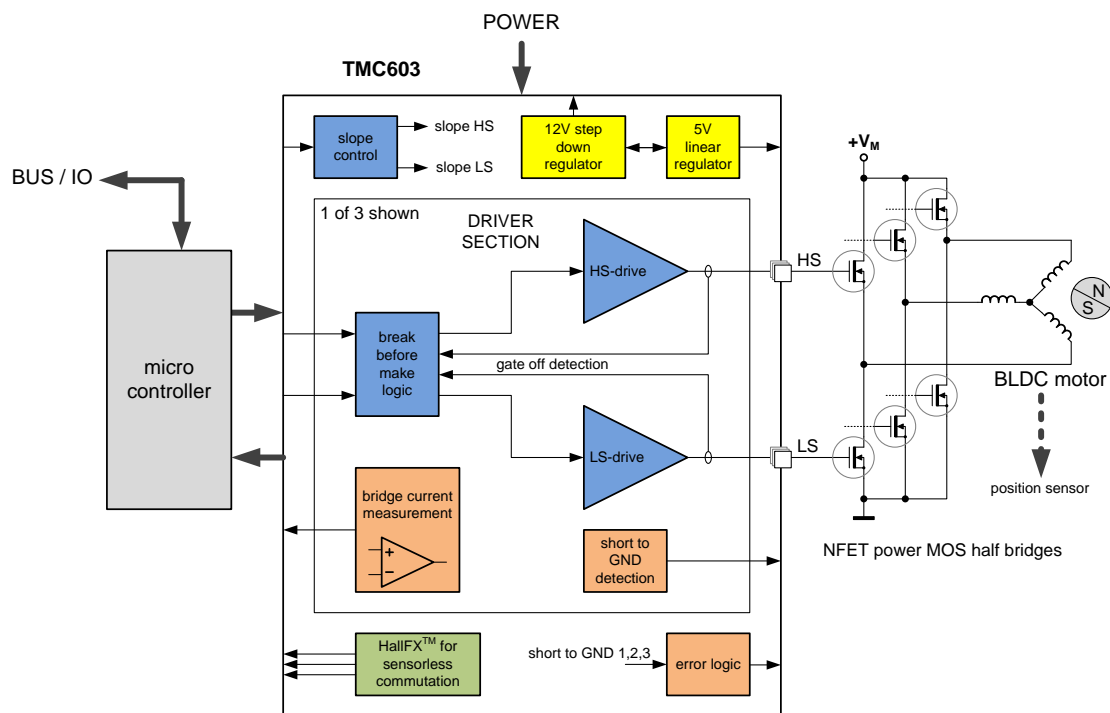 POWER
TMC603
slope
control
slope HS
slope LS
12V step
down
regulator
5V
linear
regulator
+VM
BUS / IO
1 of 3 shown
DRIVER
SECTION
HS-drive
HS
N
S
break
before
make
logic
gate off detection
micro
controller
BLDC motor
LS-drive
LS
position sensor
bridge current
measurement
+
−
short to
GND
detection
NFET power MOS half bridges
HallFX™ for
sensorless
commutation
short to GND 1,2,3
error logic